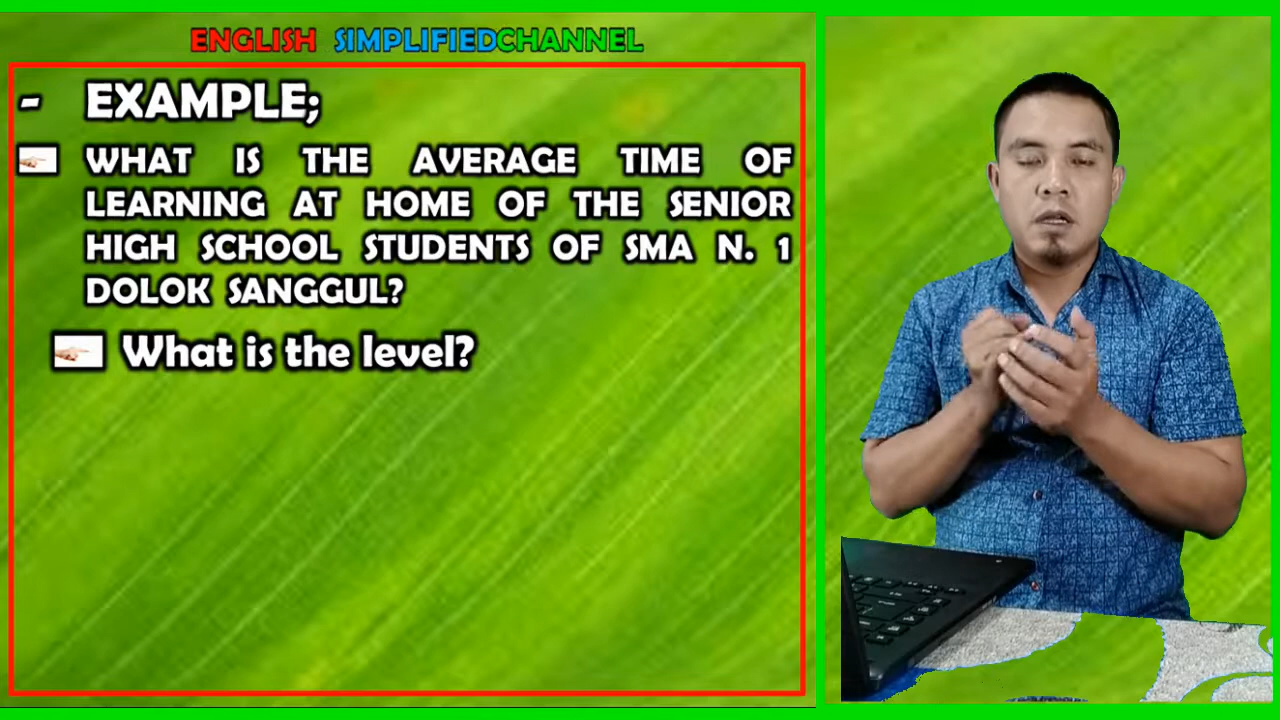 ENGLISH SIMPLIFIEDCHANNEL
- EXAMPLE;
WHAT IS THE AVERAGE TIME OF
LEARNING AT HOME OF THE SENIOR
HIGH SCHOOL STUDENTS OF SMA N. 1
DOLOK SANGGUL?
What is the level?